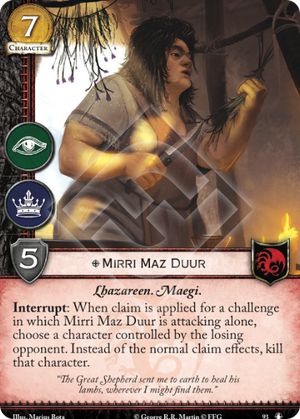 7
CHARACTER
5
MIRRI MAZ DUUR
Lhazareen. Maegi.
Interrupt: When claim is applied for a challenge
in which Mirri Maz Duur is attacking alone,
choose a character controlled by the losing
opponent. Instead of the normal claim effects, kill
that character.
"The Great Shepherd sent me to earth to heal his
lambs, wherever I might find them."
Illus. Marius Bota
© George R.R. Martin © FFG
93